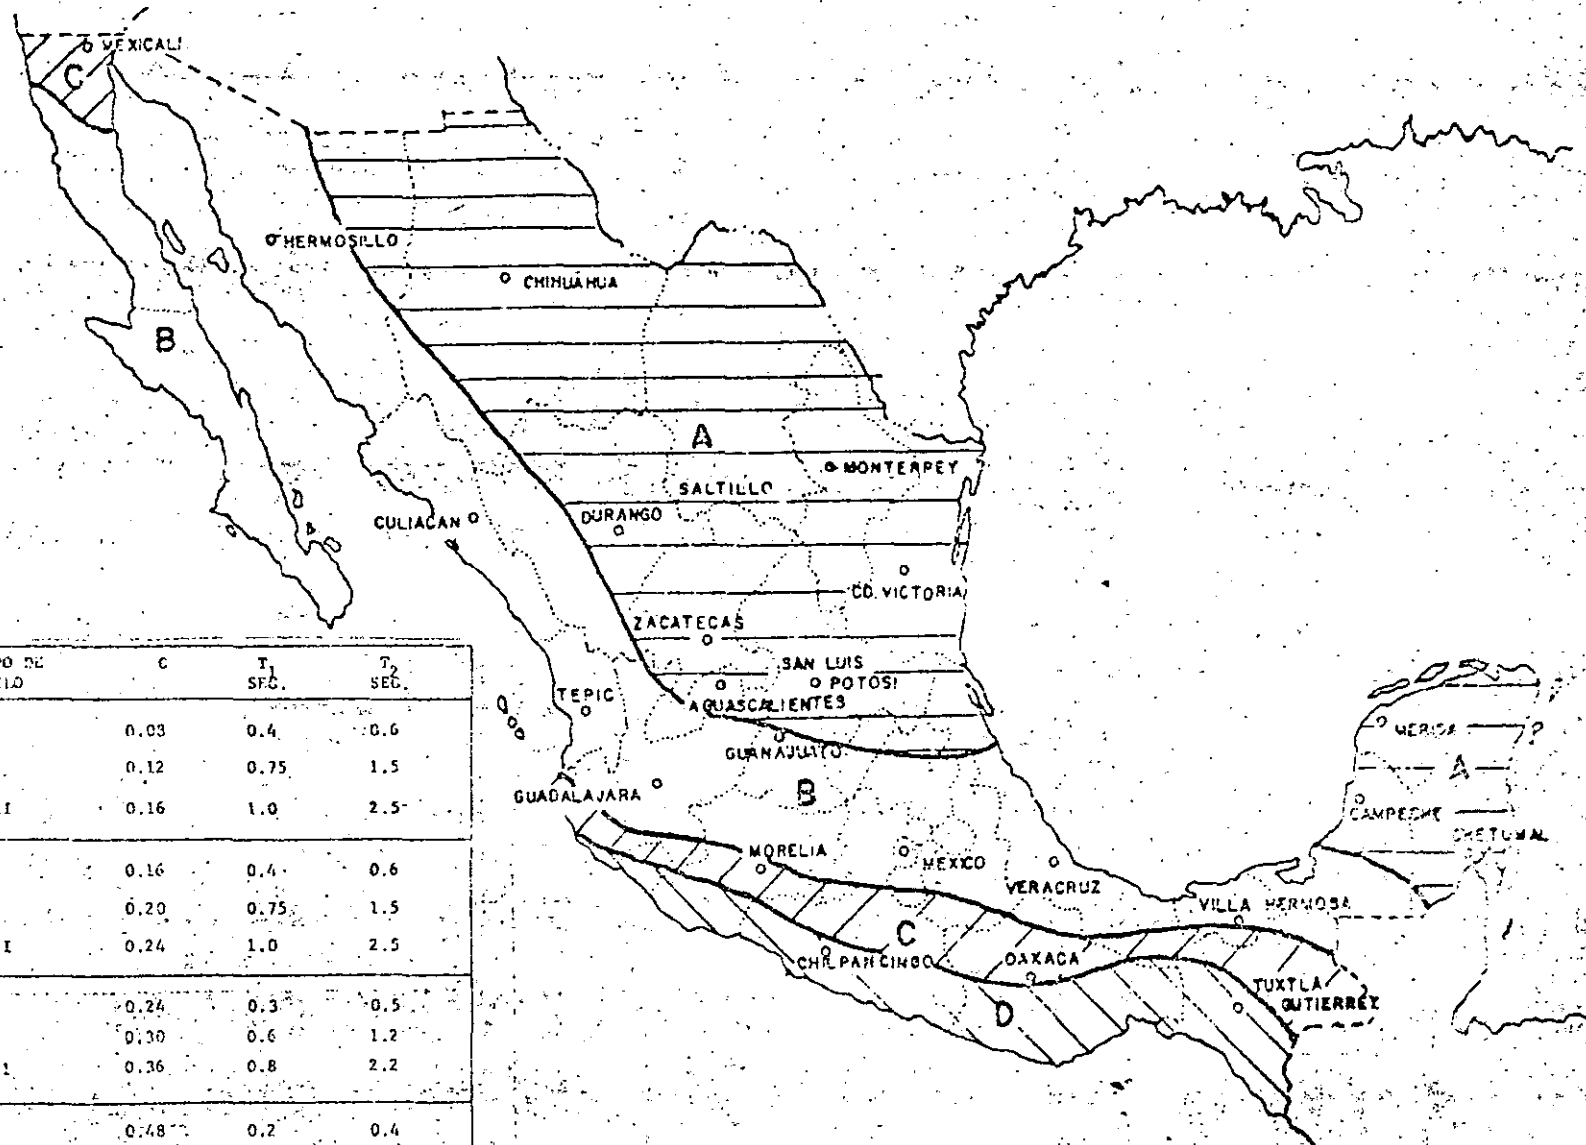 MEXICALI
C
HERMOSILLO
CHIHUAHUA
B
A
MONTERREY
SALTILLO
CULIACAN
DURANGO
CD. VICTORIA
ZACATECAS
SAN LUIS
POTOSI
TEPIC
AGUASCALIENTES
GUANAJUATO
MERIDA
A
GUADALAJARA
B
CAMPECHE
CHETUMAL
MORELIA
MEXICO
VERACRUZ
VILLA HERMOSA
C
CHILPANCINGO
OAXACA
TUXTLA
GUTIERREZ
D
PO DE C T1 T2
LO SEG. SEG.
0.03 0.4 0.6
0.12 0.75 1.5
I 0.16 1.0 2.5
0.16 0.4 0.6
0.20 0.75 1.5
I 0.24 1.0 2.5
0.24 0.3 0.5
0.30 0.6 1.2
I 0.36 0.8 2.2
0.48 0.2 0.4